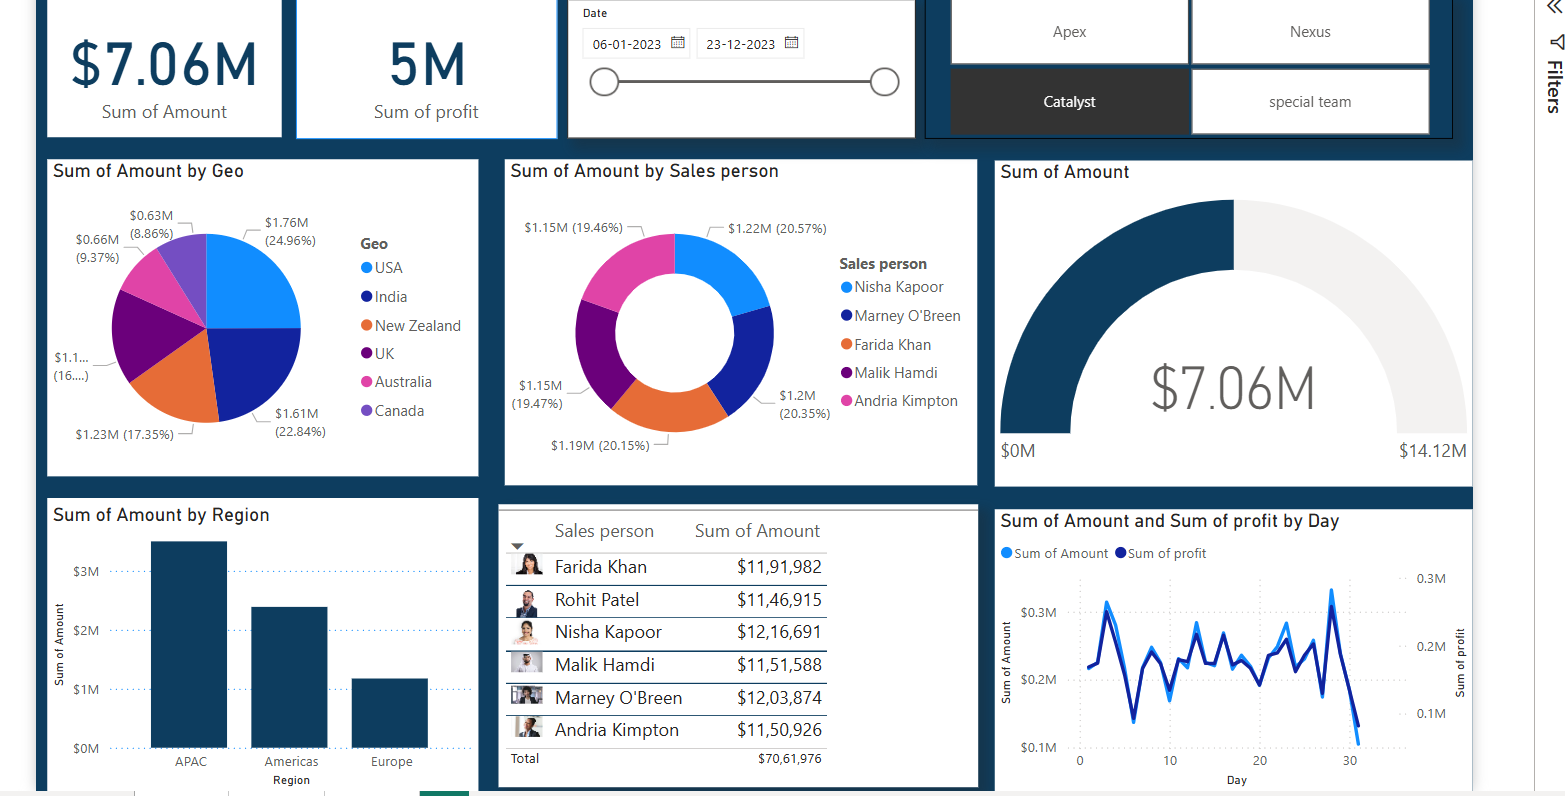 $7.06M
Sum of Amount
5M
Sum of profit
Date
06-01-2023
23-12-2023
Apex
Nexus
Catalyst
special team
Filters
Sum of Amount by Geo
$0.63M
(8.86%)
$1.76M
(24.96%)
$0.66M
(9.37%)
$1.1...
(16....)
$1.23M (17.35%)
$1.61M
(22.84%)
Geo
USA
India
New Zealand
UK
Australia
Canada
Sum of Amount by Sales person
$1.15M (19.46%)
$1.22M (20.57%)
$1.15M
(19.47%)
$1.2M
(20.35%)
$1.19M (20.15%)
Sales person
Nisha Kapoor
Marney O'Breen
Farida Khan
Malik Hamdi
Andria Kimpton
Sum of Amount
$7.06M
$0M
$14.12M
Sum of Amount by Region
Sum of Amount
$3M
$2M
$1M
$0M
APAC
Americas
Europe
Region
Sales person Sum of Amount
Farida Khan $11,91,982
Rohit Patel $11,46,915
Nisha Kapoor $12,16,691
Malik Hamdi $11,51,588
Marney O'Breen $12,03,874
Andria Kimpton $11,50,926
Total $70,61,976
Sum of Amount and Sum of profit by Day
Sum of Amount Sum of profit
Sum of Amount
$0.3M
$0.2M
$0.1M
0.3M
0.2M
0.1M
Sum of profit
0 10 20 30
Day